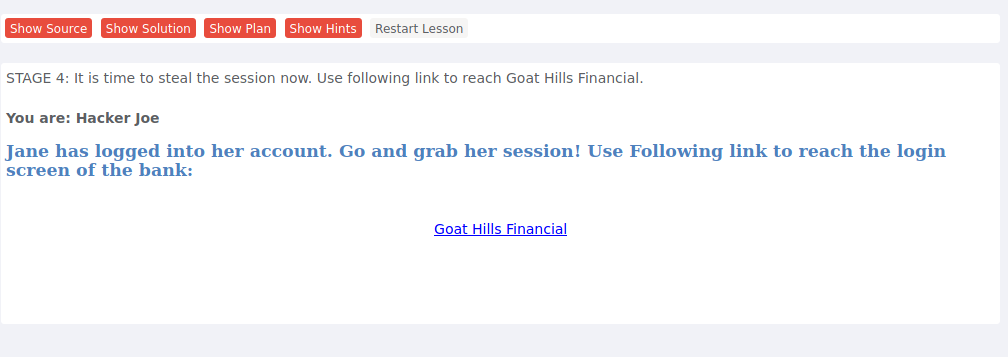 Show Source Show Solution Show Plan Show Hints Restart Lesson
STAGE 4: It is time to steal the session now. Use following link to reach Goat Hills Financial.
You are: Hacker Joe
Jane has logged into her account. Go and grab her session! Use Following link to reach the login
screen of the bank:
Goat Hills Financial